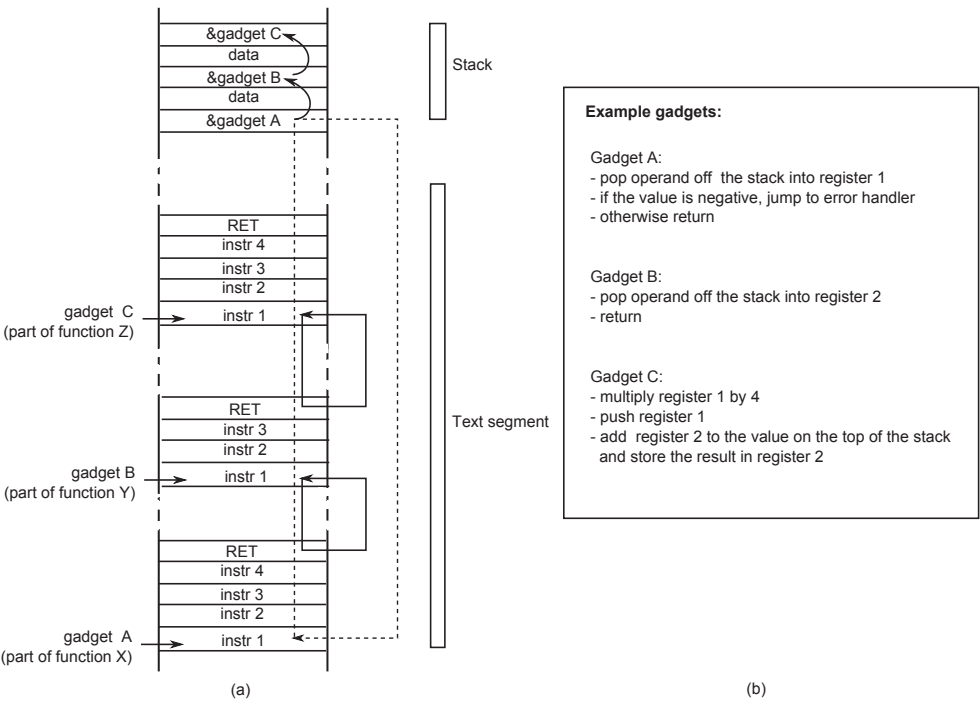 &gadget C
data
&gadget B
data
&gadget A
Stack
RET
instr 4
instr 3
instr 2
instr 1
gadget C
(part of function Z)
RET
instr 3
instr 2
instr 1
gadget B
(part of function Y)
Text segment
RET
instr 4
instr 3
instr 2
instr 1
gadget A
(part of function X)
(a)
Example gadgets:
Gadget A:
- pop operand off the stack into register 1
- if the value is negative, jump to error handler
- otherwise return
Gadget B:
- pop operand off the stack into register 2
- return
Gadget C:
- multiply register 1 by 4
- push register 1
- add register 2 to the value on the top of the stack
and store the result in register 2
(b)